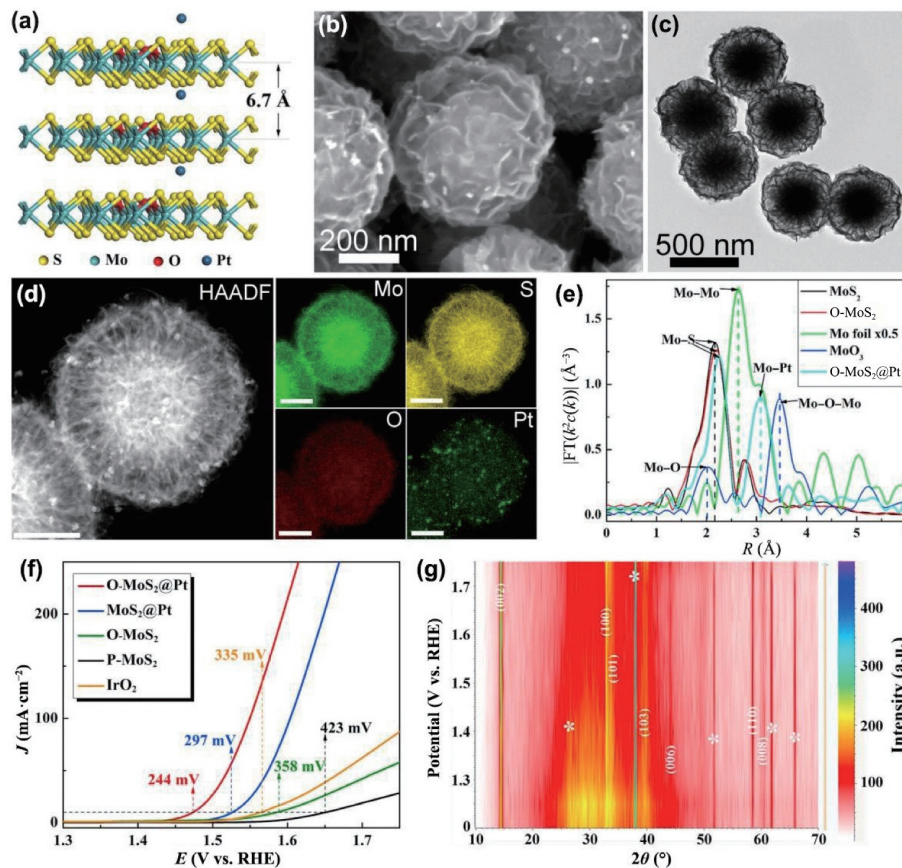 (a)
6.7 Å
S
Mo
O
Pt
(b)
200 nm
(c)
500 nm
(d)
HAADF
Mo
S
O
Pt
(e)
|FT(k²c(k))| (Å⁻³)
1.5
1.0
0.5
0.0
0 1 2 3 4 5
R (Å)
Mo–Mo
Mo–S
Mo–Pt
Mo–O–Mo
Mo–O
MoS₂
O-MoS₂
Mo foil x0.5
MoO₃
O-MoS₂@Pt
(f)
J (mA·cm⁻²)
200
100
0
O-MoS₂@Pt
MoS₂@Pt
O-MoS₂
P-MoS₂
IrO₂
335 mV
423 mV
297 mV
244 mV
358 mV
1.3 1.4 1.5 1.6 1.7
E (V vs. RHE)
(g)
Potential (V vs. RHE)
1.7
1.6
1.5
1.4
1.3
0
(002)
*
(100)
(101)
*
(103)
(006)
*
(110)
(008)
*
*
10 20 30 40 50 60 70
2θ (°)
400
300
200
100
Intensity (a.u.)